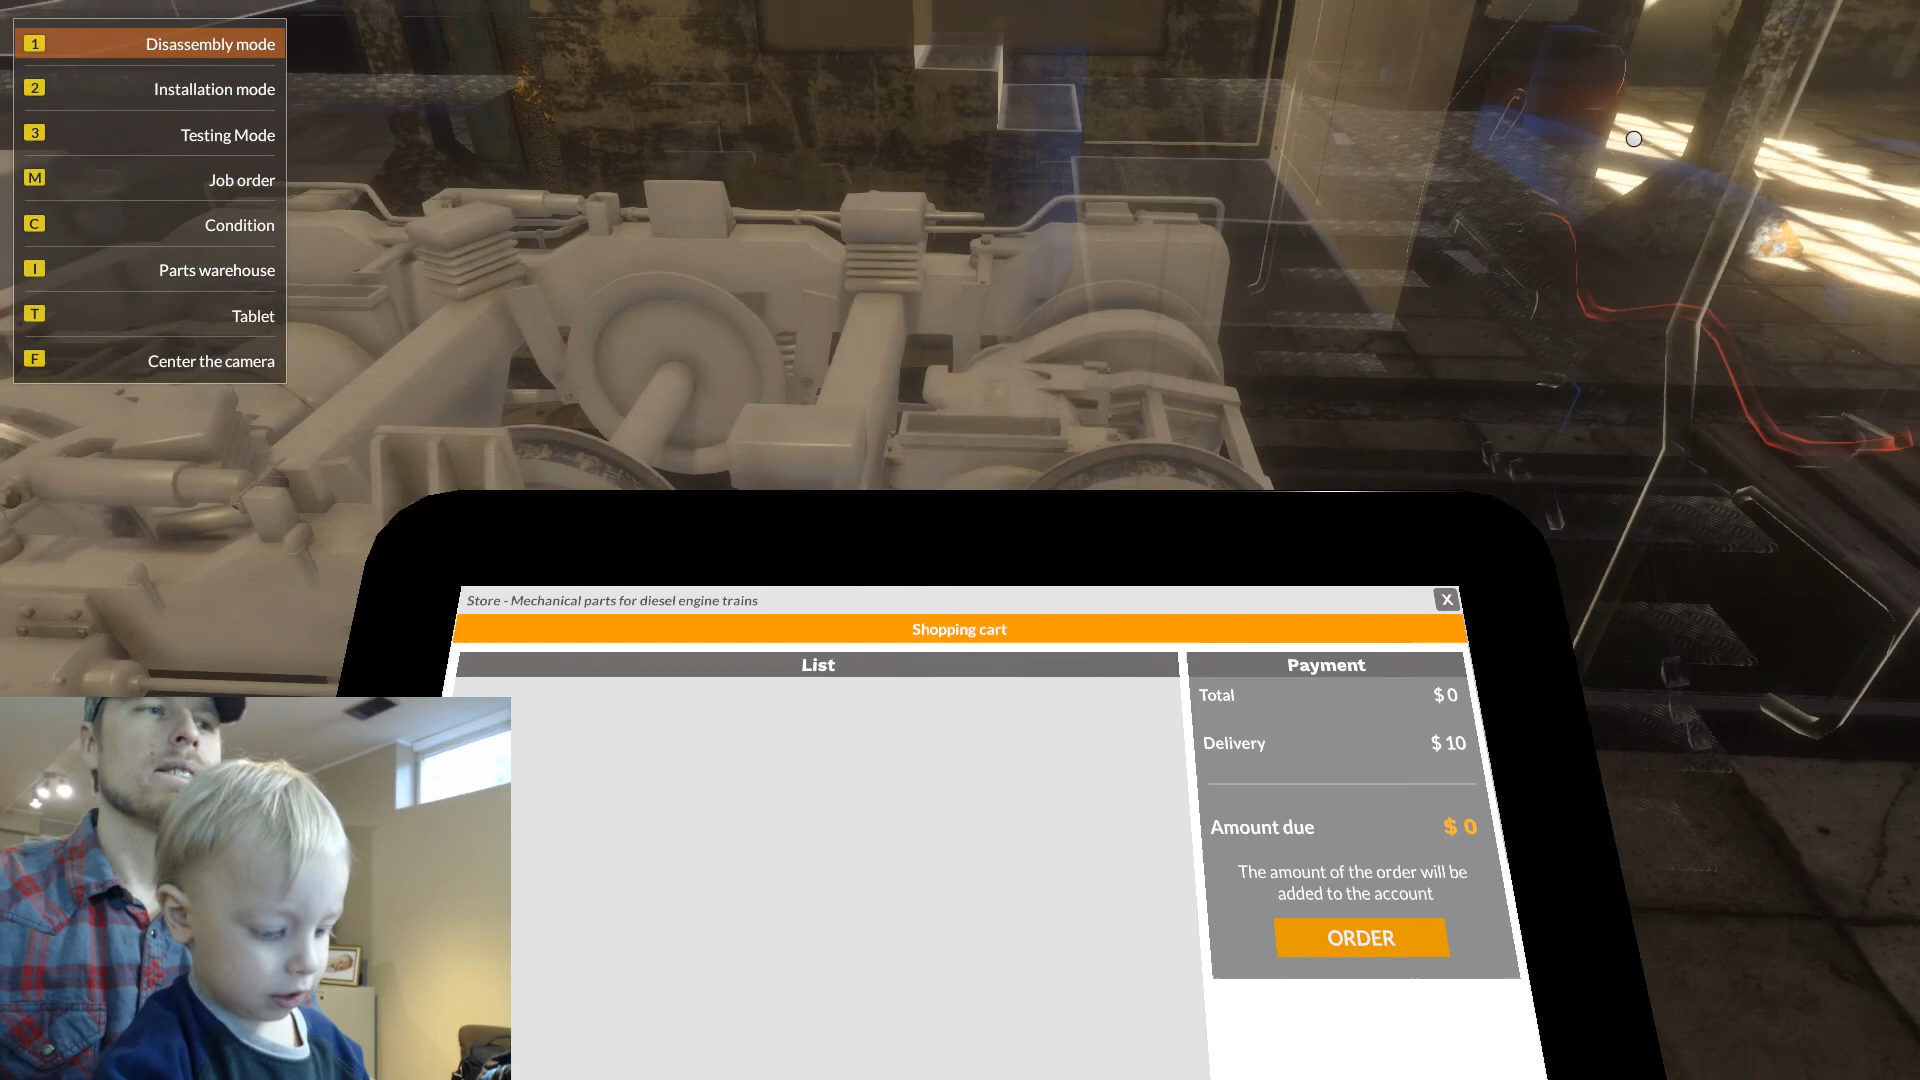 1 Disassembly mode
2 Installation mode
3 Testing Mode
M Job order
C Condition
I Parts warehouse
T Tablet
F Center the camera
Store - Mechanical parts for diesel engine trains X
Shopping cart
List
Payment
Total $ 0
Delivery $ 10
Amount due $ 0
The amount of the order will be
added to the account
ORDER